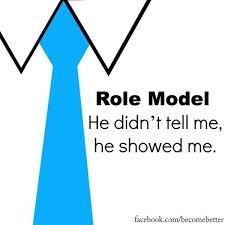 Role Model
He didn't tell me,
he showed me.
facebook.com/becomebetter